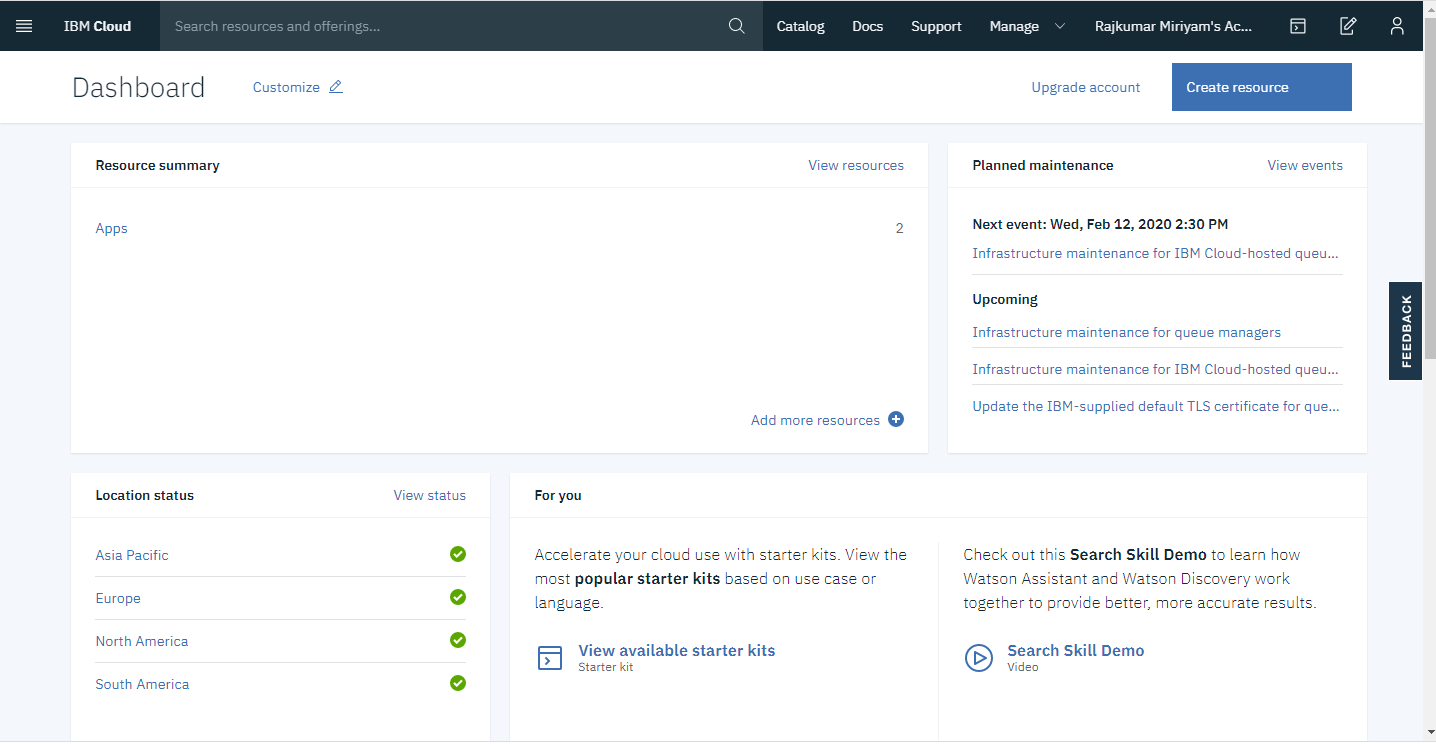 IBM Cloud
Search resources and offerings...
Catalog
Docs
Support
Manage
Rajkumar Miriyam's Ac...
Dashboard
Customize
Upgrade account
Create resource
Resource summary
View resources
Apps
2
Add more resources
Planned maintenance
View events
Next event: Wed, Feb 12, 2020 2:30 PM
Infrastructure maintenance for IBM Cloud-hosted queu...
Upcoming
Infrastructure maintenance for queue managers
Infrastructure maintenance for IBM Cloud-hosted queu...
Update the IBM-supplied default TLS certificate for que...
FEEDBACK
Location status
View status
Asia Pacific
Europe
North America
South America
For you
Accelerate your cloud use with starter kits. View the
most popular starter kits based on use case or
language.
View available starter kits
Starter kit
Check out this Search Skill Demo to learn how
Watson Assistant and Watson Discovery work
together to provide better, more accurate results.
Search Skill Demo
Video